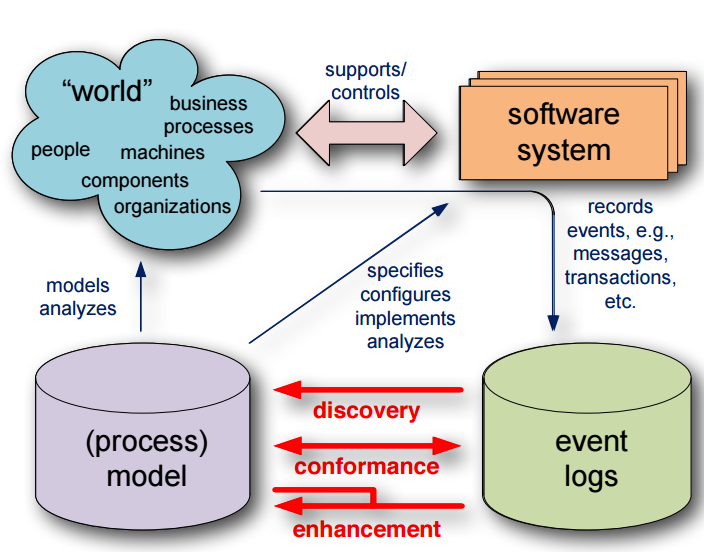 “world”
business
processes
people
machines
components
organizations
supports/
controls
software
system
records
events, e.g.,
messages,
transactions,
etc.
models
analyzes
specifies
configures
implements
analyzes
(process)
model
discovery
conformance
enhancement
event
logs